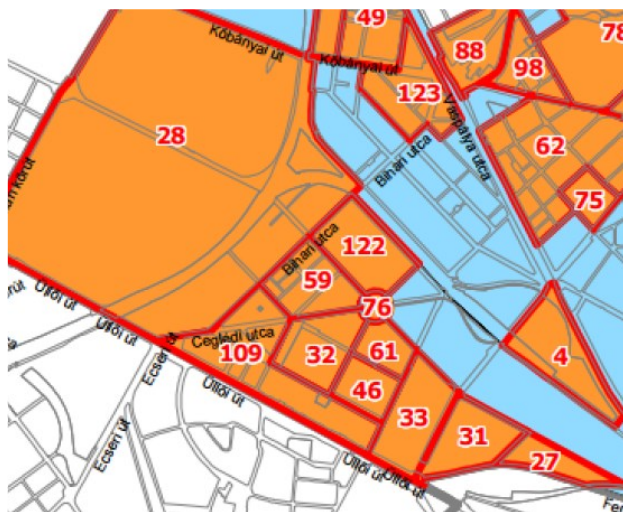 49
78
Kőbányai út
88
98
Kőbányai út
123
Vaspálya utca
28
62
Bihari utca
75
122
Bihari utca
59
Üllői út
76
Üllői út
Ecseri út
Ceglédi utca
109
32
61
4
Üllői út
46
33
31
Ecseri út
27
Üllői út
Üllői út